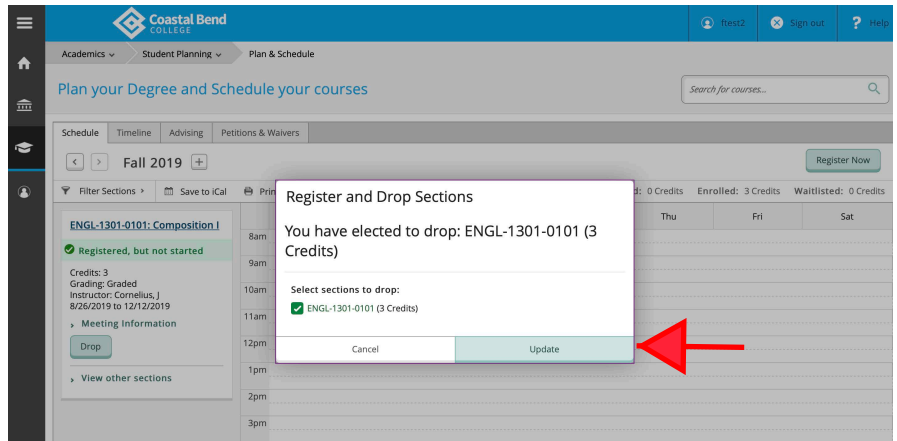 Coastal Bend
COLLEGE
ftest2
Sign out
? Help
Academics
Student Planning
Plan & Schedule
Plan your Degree and Schedule your courses
Search for courses...
Schedule
Timeline
Advising
Petitions & Waivers
Fall 2019
Register Now
Filter Sections
Save to iCal
0 Credits
Enrolled: 3 Credits
Waitlisted: 0 Credits
ENGL-1301-0101: Composition I
Registered, but not started
Credits: 3
Grading: Graded
Instructor: Cornelius, J
8/26/2019 to 12/12/2019
Meeting Information
Drop
View other sections
Thu
Fri
Sat
8am
9am
10am
11am
12pm
1pm
2pm
3pm
Register and Drop Sections
You have elected to drop: ENGL-1301-0101 (3
Credits)
Select sections to drop:
ENGL-1301-0101 (3 Credits)
Cancel
Update